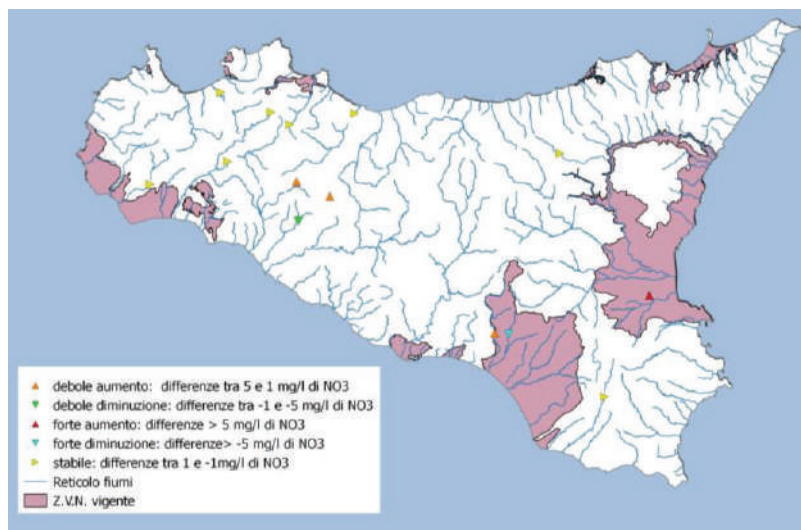 debole aumento: differenze tra 5 e 1 mg/l di NO3
debole diminuzione: differenze tra -1 e -5 mg/l di NO3
forte aumento: differenze > 5 mg/l di NO3
forte diminuzione: differenze> -5 mg/l di NO3
stabile: differenze tra 1 e -1mg/l di NO3
Reticolo fiumi
Z.V.N. vigente